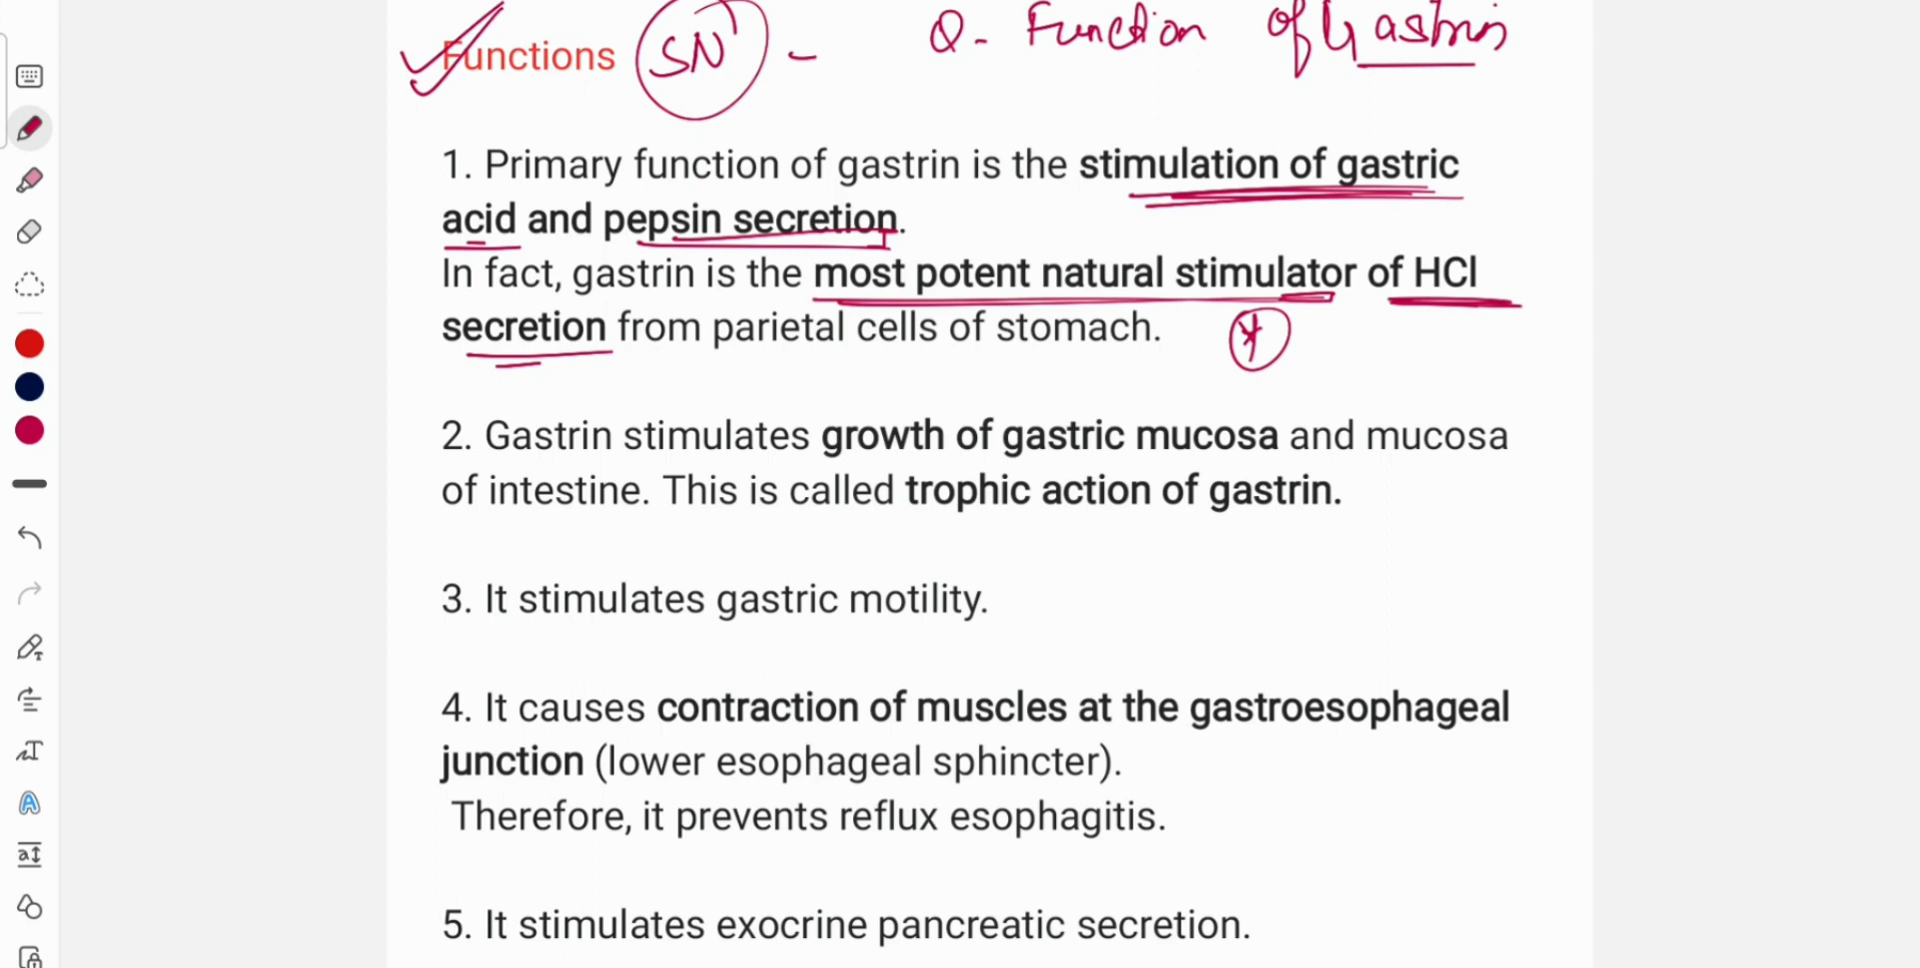 Functions SN - Q- Function of Gastrin
1. Primary function of gastrin is the stimulation of gastric
acid and pepsin secretion.
In fact, gastrin is the most potent natural stimulator of HCl
secretion from parietal cells of stomach.
2. Gastrin stimulates growth of gastric mucosa and mucosa
of intestine. This is called trophic action of gastrin.
3. It stimulates gastric motility.
4. It causes contraction of muscles at the gastroesophageal
junction (lower esophageal sphincter).
Therefore, it prevents reflux esophagitis.
5. It stimulates exocrine pancreatic secretion.